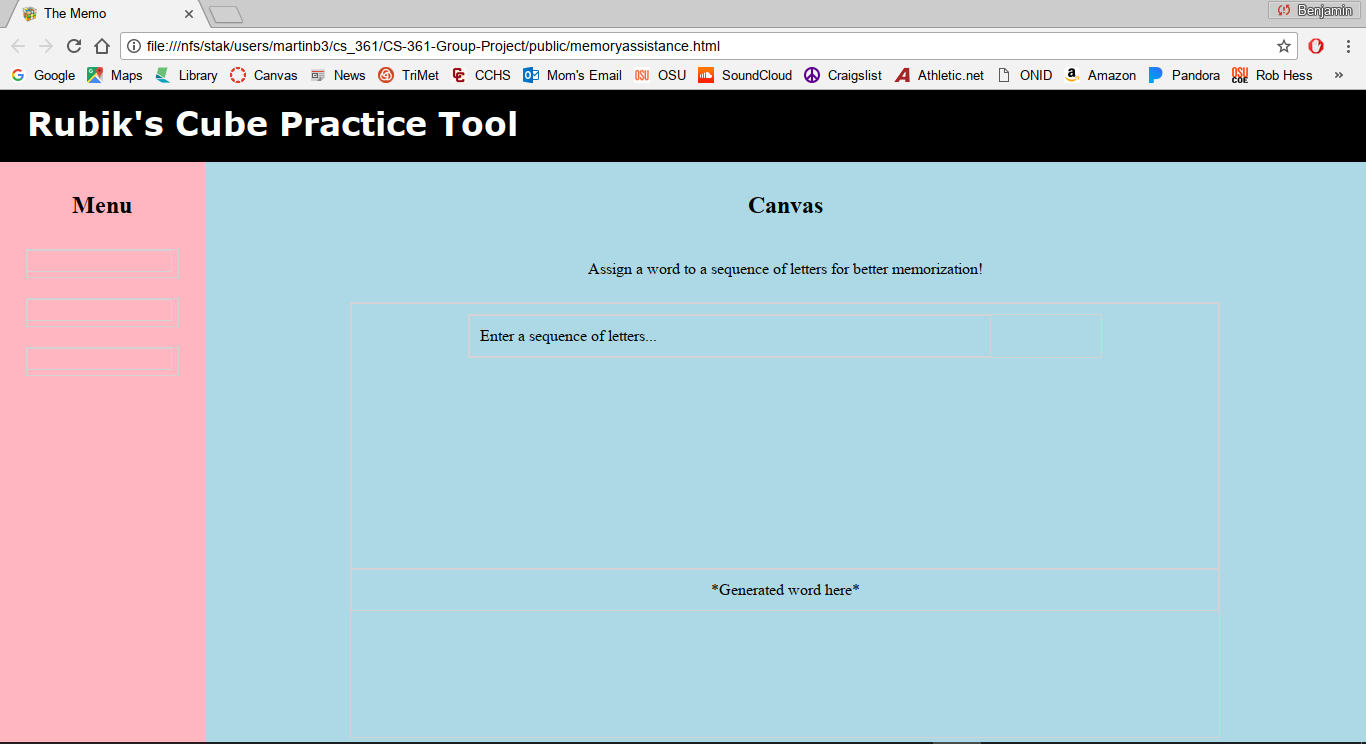 The Memo
Benjamin
file:///nfs/stak/users/martinb3/cs_361/CS-361-Group-Project/public/memoryassistance.html
Google Maps Library Canvas News TriMet CCHS Mom's Email OSU OSU SoundCloud Craigslist Athletic.net ONID Amazon Pandora OSU COE Rob Hess »
Rubik's Cube Practice Tool
Menu
Canvas
Assign a word to a sequence of letters for better memorization!
Enter a sequence of letters...
*Generated word here*